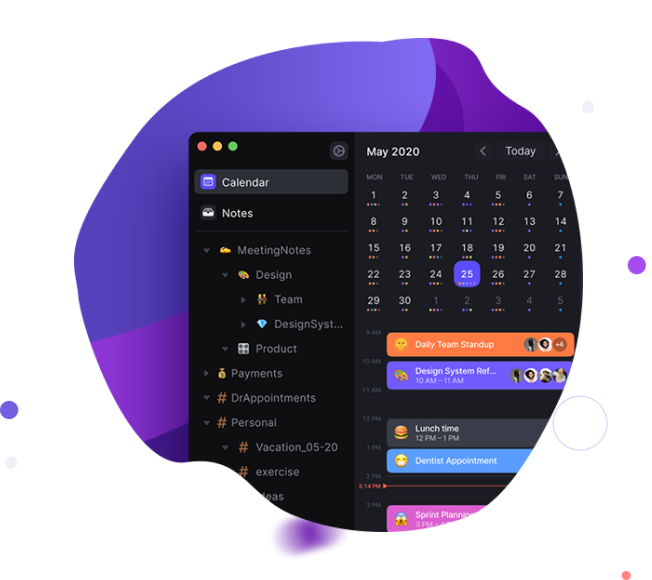 Calendar
Notes
MeetingNotes
Design
Team
DesignSyst...
Product
Payments
# DrAppointments
# Personal
# Vacation_05-20
# exercise
May 2020
Today
MON TUE WED THU FRI SAT SUN
1 2 3 4 5 6 7
8 9 10 11 12 13 14
15 16 17 18 19 20 21
22 23 24 25 26 27 28
29 30 1 2 3 4 5
9 AM
Daily Team Standup +4
10 AM
Design System Ref...
10 AM – 11 AM
11 AM
12 PM
Lunch time
12 PM – 1 PM
1 PM
Dentist Appointment
2 PM
2:14 PM
3 PM
Sprint Planning
3 PM –